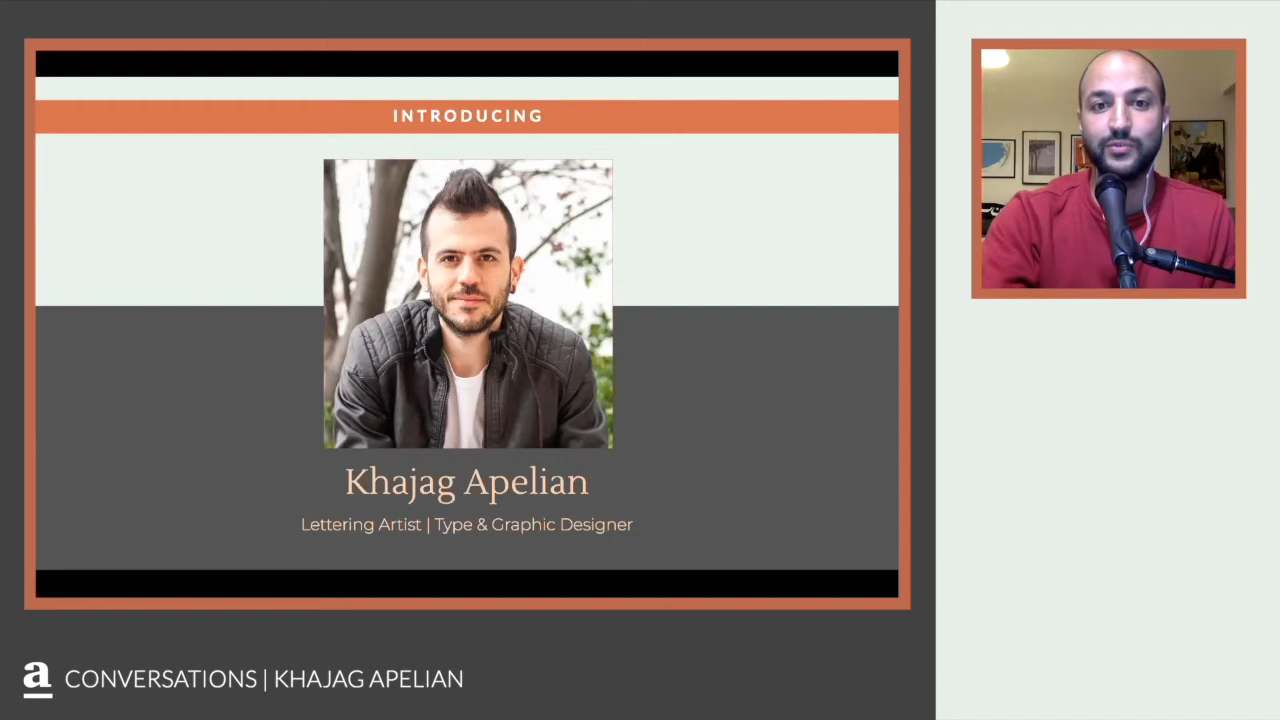 INTRODUCING
Khajag Apelian
Lettering Artist | Type & Graphic Designer
a CONVERSATIONS | KHAJAG APELIAN